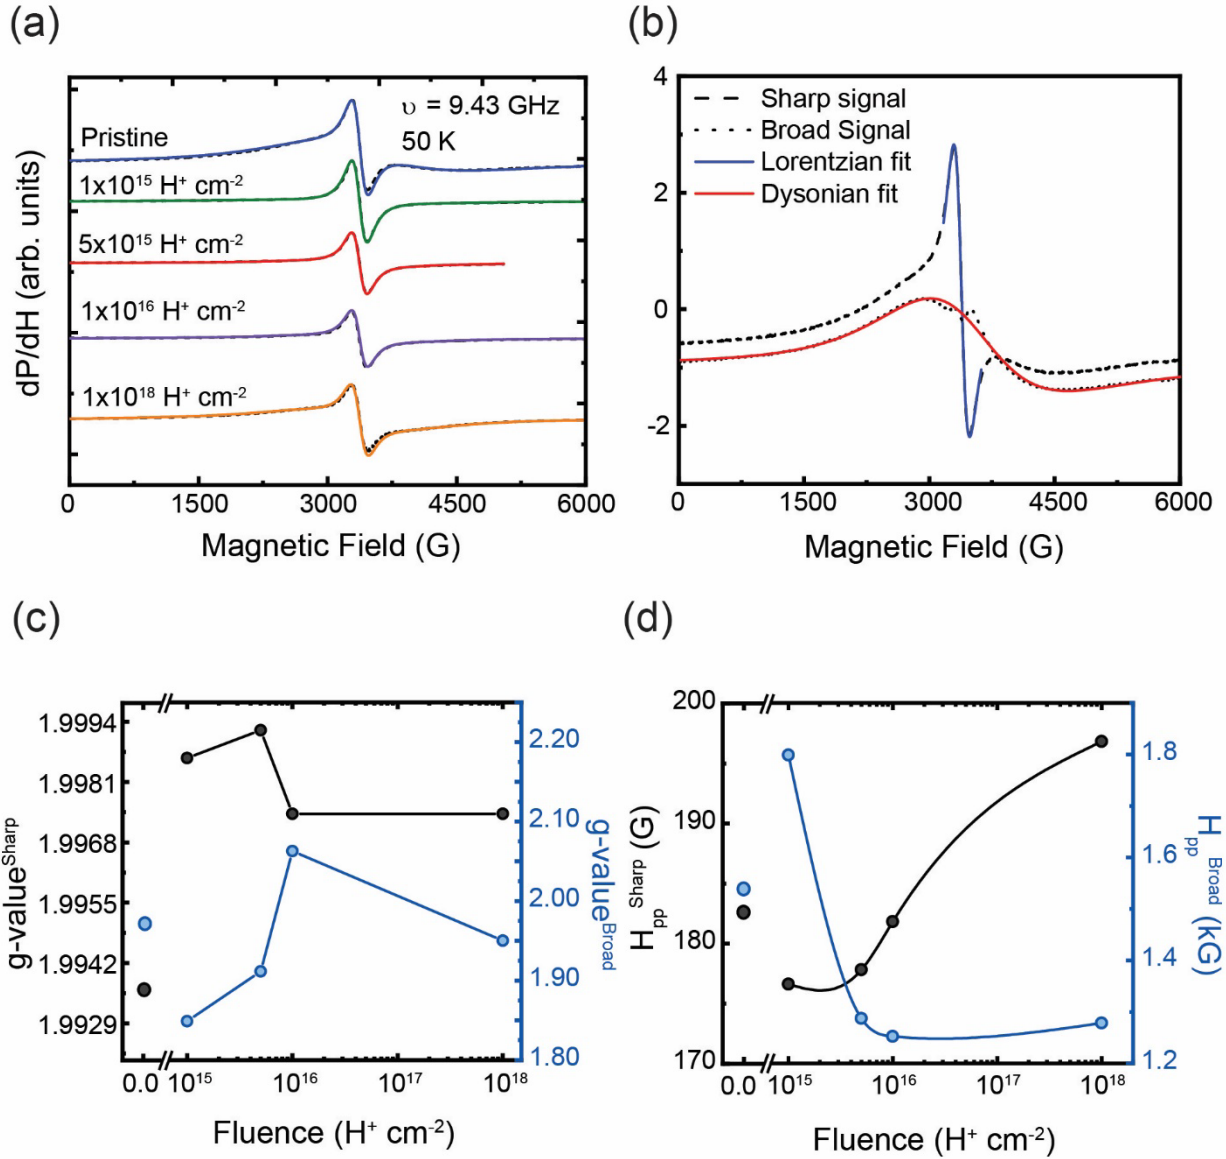 (a)
υ = 9.43 GHz
50 K
Pristine
1x10¹⁵ H⁺ cm⁻²
5x10¹⁵ H⁺ cm⁻²
1x10¹⁶ H⁺ cm⁻²
1x10¹⁸ H⁺ cm⁻²
dP/dH (arb. units)
0 1500 3000 4500 6000
Magnetic Field (G)
(b)
4
2
0
-2
Sharp signal
Broad Signal
Lorentzian fit
Dysonian fit
0 1500 3000 4500 6000
Magnetic Field (G)
(c)
g-value^Sharp
1.9994
1.9981
1.9968
1.9955
1.9942
1.9929
2.20
2.10
2.00
1.90
1.80
g-value^Broad
0.0 10¹⁵ 10¹⁶ 10¹⁷ 10¹⁸
Fluence (H⁺ cm⁻²)
(d)
H_pp^Sharp (G)
200
190
180
170
1.8
1.6
1.4
1.2
H_pp^Broad (kG)
0.0 10¹⁵ 10¹⁶ 10¹⁷ 10¹⁸
Fluence (H⁺ cm⁻²)